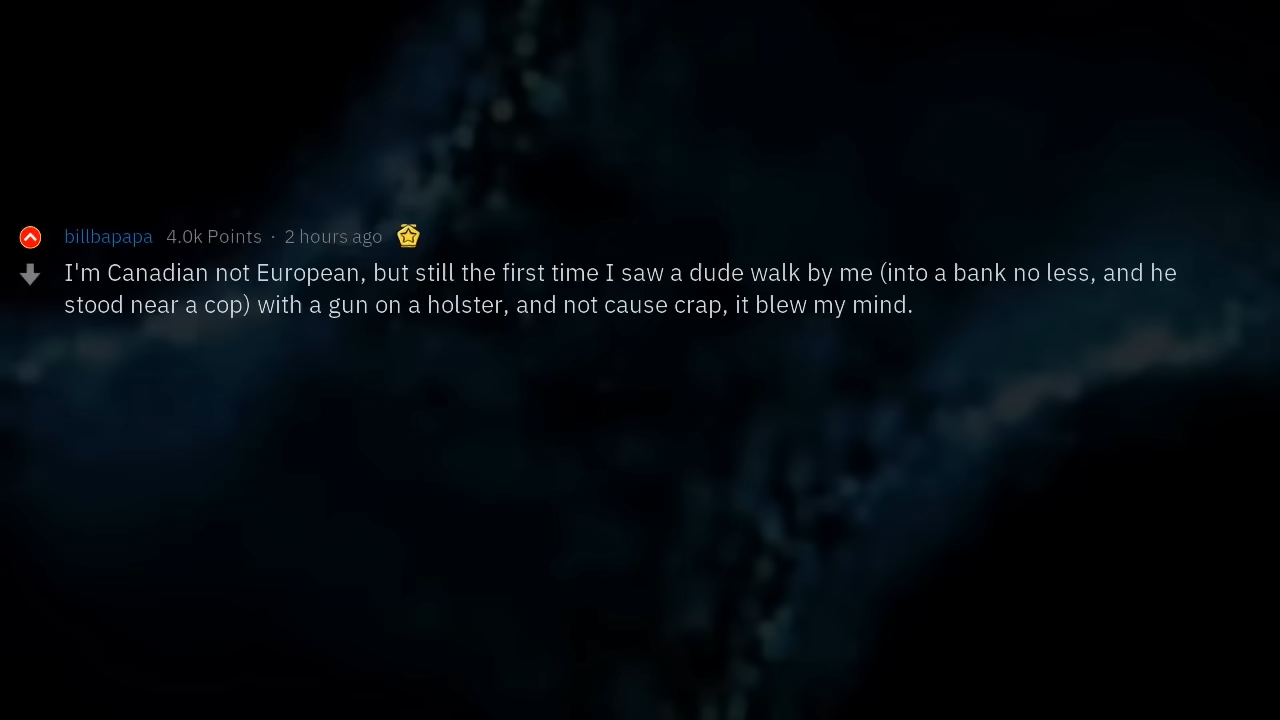 billbapapa 4.0k Points · 2 hours ago
I'm Canadian not European, but still the first time I saw a dude walk by me (into a bank no less, and he
stood near a cop) with a gun on a holster, and not cause crap, it blew my mind.